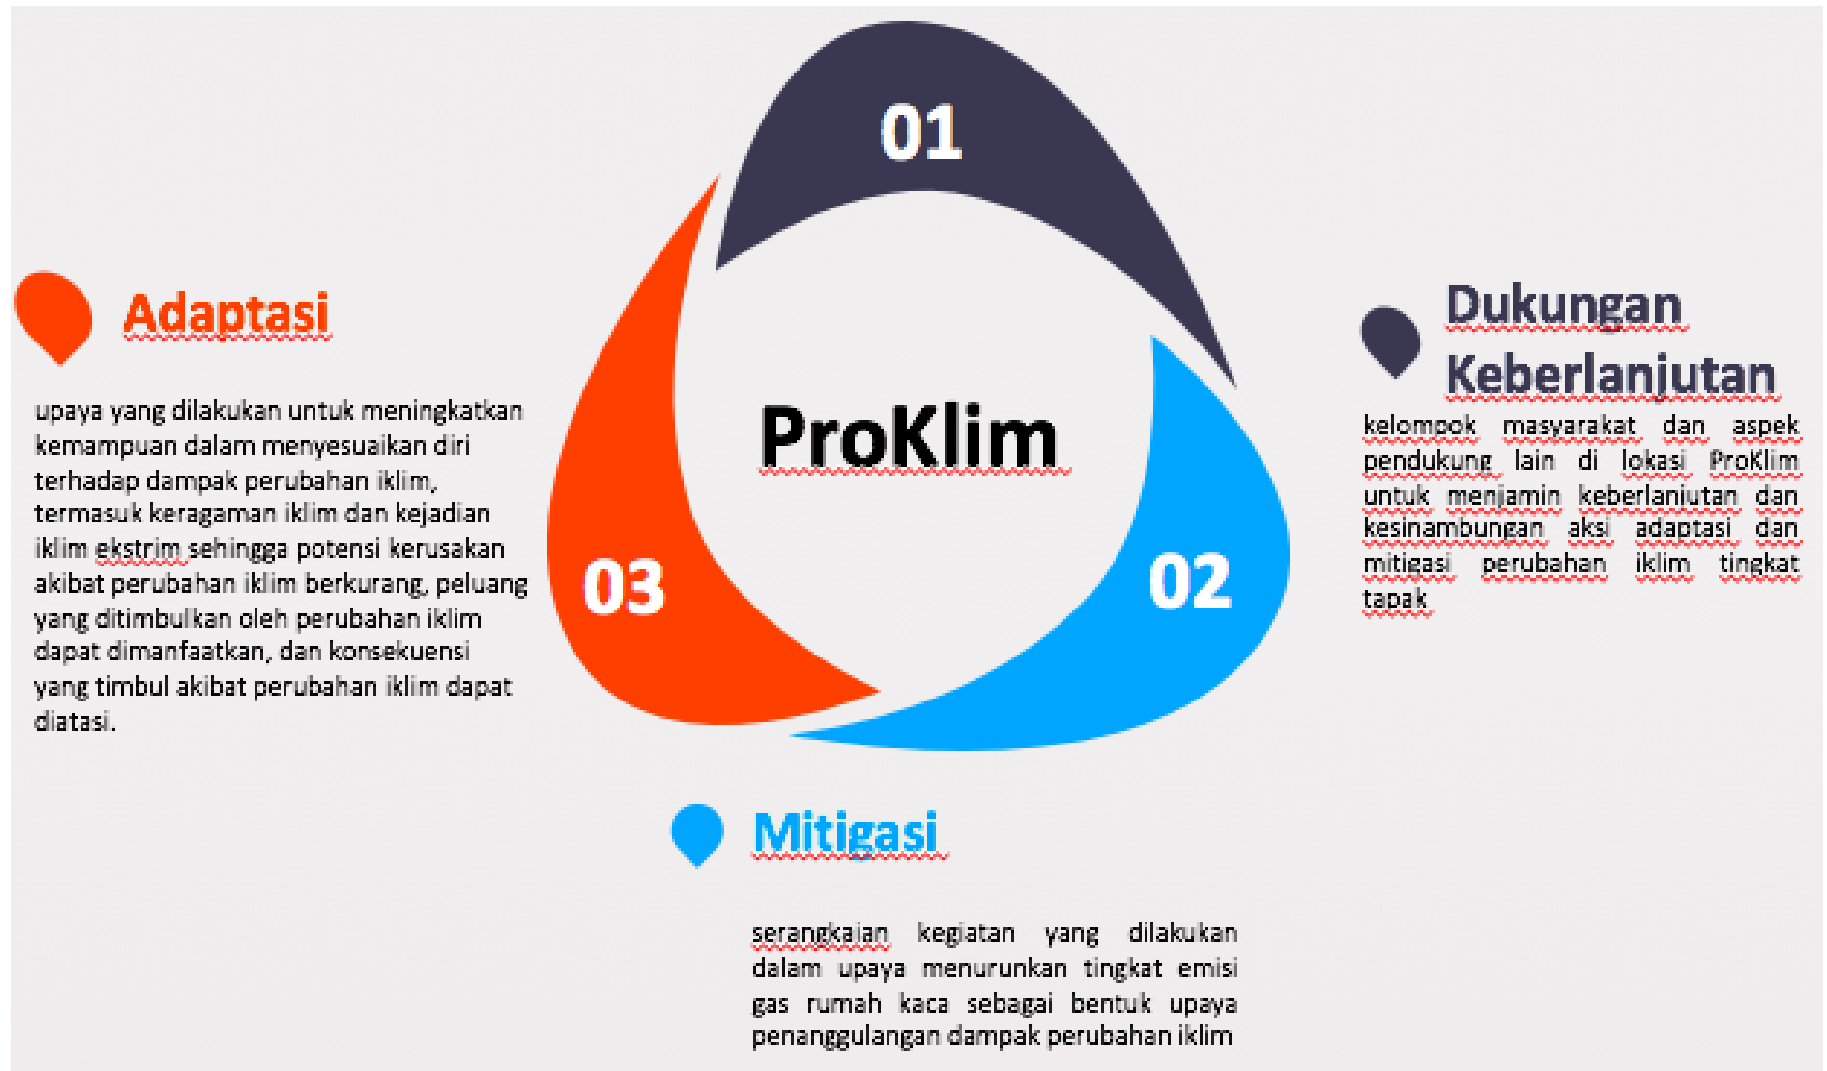 01
Adaptasi
upaya yang dilakukan untuk meningkatkan
kemampuan dalam menyesuaikan diri
terhadap dampak perubahan iklim,
termasuk keragaman iklim dan kejadian
iklim ekstrim sehingga potensi kerusakan
akibat perubahan iklim berkurang, peluang
yang ditimbulkan oleh perubahan iklim
dapat dimanfaatkan, dan konsekuensi
yang timbul akibat perubahan iklim dapat
diatasi.
ProKlim
03
02
Dukungan
Keberlanjutan
kelompok masyarakat dan aspek
pendukung lain di lokasi ProKlim
untuk menjamin keberlanjutan dan
kesinambungan aksi adaptasi dan
mitigasi perubahan iklim tingkat
tapak
Mitigasi
serangkaian kegiatan yang dilakukan
dalam upaya menurunkan tingkat emisi
gas rumah kaca sebagai bentuk upaya
penanggulangan dampak perubahan iklim